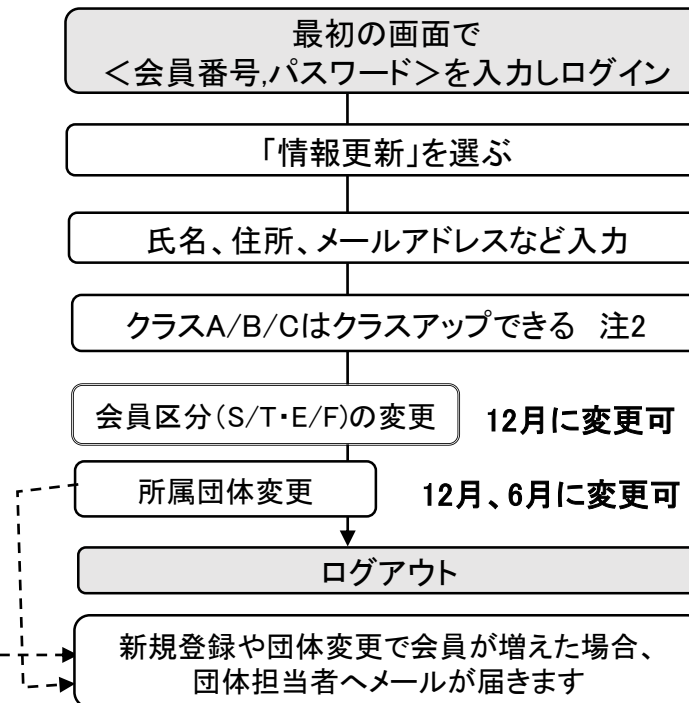 最初の画面で
＜会員番号,パスワード＞を入力しログイン
「情報更新」を選ぶ
氏名、住所、メールアドレスなど入力
クラスA/B/Cはクラスアップできる　注2
会員区分（S/T・E/F)の変更
12月に変更可
所属団体変更
12月、6月に変更可
ログアウト
新規登録や団体変更で会員が増えた場合、
団体担当者へメールが届きます